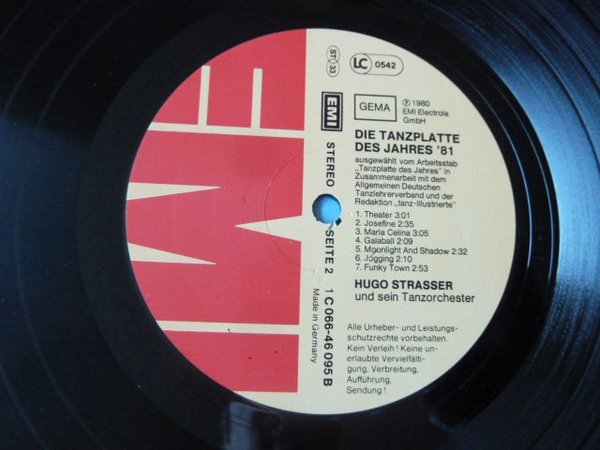 ST 33
LC 0542
EMI
GEMA
℗ 1980
EMI Electrola
GmbH
DIE TANZPLATTE
DES JAHRES '81
ausgewählt vom Arbeitsstab
„Tanzplatte des Jahres" in
Zusammenarbeit mit dem
Allgemeinen Deutschen
Tanzlehrerverband und der
Redaktion „tanz-illustrierte"
1. Theater 3:01
2. Josefine 2:35
3. Maria Celina 3:05
4. Galaball 2:09
5. Moonlight And Shadow 2:32
6. Jogging 2:10
7. Funky Town 2:53
HUGO STRASSER
und sein Tanzorchester
Alle Urheber- und Leistungs-
schutzrechte vorbehalten.
Kein Verleih! Keine un-
erlaubte Vervielfälti-
gung, Verbreitung,
Aufführung,
Sendung!
STEREO
SEITE 2
1 C 066-46 095 B
Made in Germany
EMI